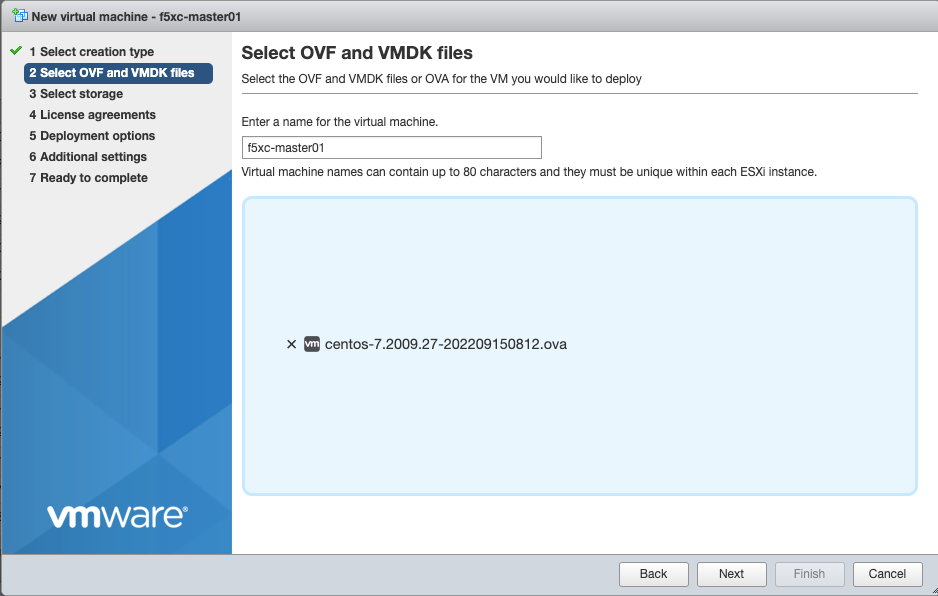 New virtual machine - f5xc-master01
1 Select creation type
2 Select OVF and VMDK files
3 Select storage
4 License agreements
5 Deployment options
6 Additional settings
7 Ready to complete
vmware®
Select OVF and VMDK files
Select the OVF and VMDK files or OVA for the VM you would like to deploy
Enter a name for the virtual machine.
f5xc-master01
Virtual machine names can contain up to 80 characters and they must be unique within each ESXi instance.
× vm centos-7.2009.27-202209150812.ova
Back Next Finish Cancel